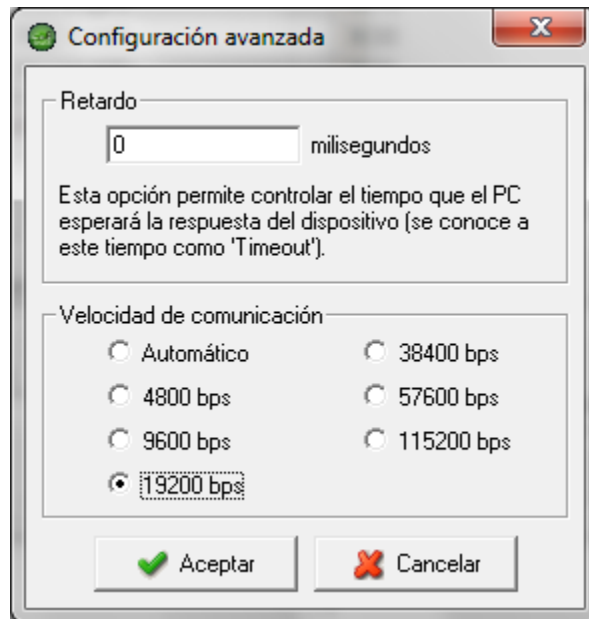 Configuración avanzada
Retardo
0 milisegundos
Esta opción permite controlar el tiempo que el PC
esperará la respuesta del dispositivo (se conoce a
este tiempo como 'Timeout').
Velocidad de comunicación
Automático 38400 bps
4800 bps 57600 bps
9600 bps 115200 bps
19200 bps
Aceptar Cancelar